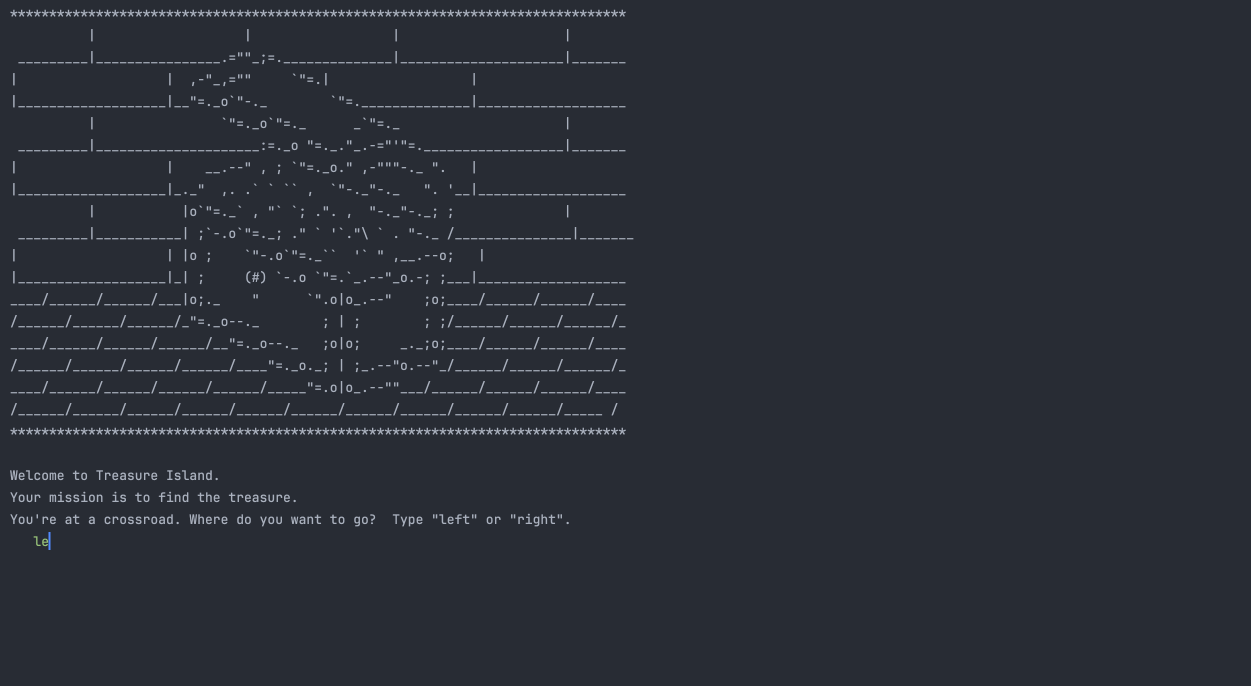 *******************************************************************************
          |                   |                  |                     |
 _________|________________.=""_;=.______________|_____________________|_______
|                   |  ,-"_,=""     `"=.|                  |
|___________________|__"=._o`"-._        `"=.______________|___________________
          |                `"=._o`"=._      _`"=._                     |
 _________|_____________________:=._o "=._."_.-="'"=.__________________|_______
|                   |    __.--" , ; `"=._o." ,-"""-._ ".   |
|___________________|_._"  ,. .` ` `` ,  `"-._"-._   ". '__|___________________
          |           |o`"=._` , "` `; .". ,  "-._"-._; ;              |
 _________|___________| ;`-.o`"=._; ." ` '`."\ ` . "-._ /_______________|_______
|                   | |o ;    `"-.o`"=._``  '` " ,__.--o;   |
|___________________|_| ;     (#) `-.o `"=.`_.--"_o.-; ;___|___________________
____/______/______/___|o;._    "      `".o|o_.--"    ;o;____/______/______/____
/______/______/______/_"=._o--._        ; | ;        ; ;/______/______/______/_
____/______/______/______/__"=._o--._   ;o|o;     _._;o;____/______/______/____
/______/______/______/______/____"=._o._; | ;_.--"o.--"_/______/______/______/_
____/______/______/______/______/_____"=.o|o_.--""___/______/______/______/____
/______/______/______/______/______/______/______/______/______/______/_____ /
*******************************************************************************
Welcome to Treasure Island.
Your mission is to find the treasure.
You're at a crossroad. Where do you want to go?  Type "left" or "right".
   le